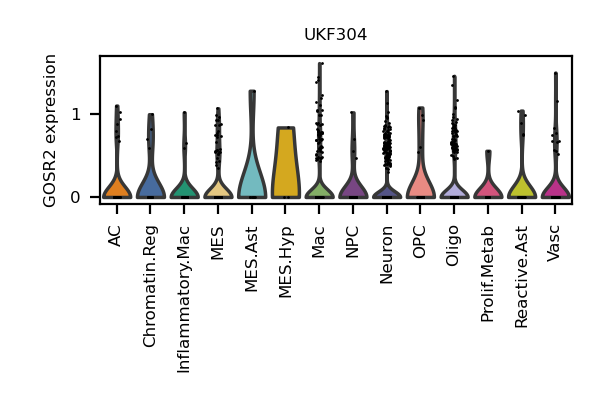 UKF304
GOSR2 expression
1
0
AC
Chromatin.Reg
Inflammatory.Mac
MES
MES.Ast
MES.Hyp
Mac
NPC
Neuron
OPC
Oligo
Prolif.Metab
Reactive.Ast
Vasc